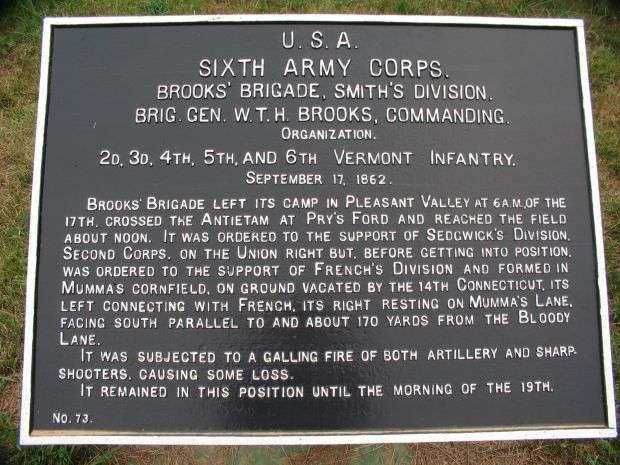 U.S.A.
SIXTH ARMY CORPS.
BROOKS' BRIGADE, SMITH'S DIVISION.
BRIG. GEN. W.T.H. BROOKS, COMMANDING.
ORGANIZATION.
2D, 3D, 4TH, 5TH, AND 6TH VERMONT INFANTRY.
SEPTEMBER 17, 1862.
BROOKS' BRIGADE LEFT ITS CAMP IN PLEASANT VALLEY AT 6 A.M. OF THE
17TH, CROSSED THE ANTIETAM AT PRY'S FORD AND REACHED THE FIELD
ABOUT NOON. IT WAS ORDERED TO THE SUPPORT OF SEDGWICK'S DIVISION,
SECOND CORPS, ON THE UNION RIGHT BUT, BEFORE GETTING INTO POSITION,
WAS ORDERED TO THE SUPPORT OF FRENCH'S DIVISION AND FORMED IN
MUMMA'S CORNFIELD, ON GROUND VACATED BY THE 14TH CONNECTICUT, ITS
LEFT CONNECTING WITH FRENCH, ITS RIGHT RESTING ON MUMMA'S LANE,
FACING SOUTH PARALLEL TO AND ABOUT 170 YARDS FROM THE BLOODY
LANE.
IT WAS SUBJECTED TO A GALLING FIRE OF BOTH ARTILLERY AND SHARP-
SHOOTERS, CAUSING SOME LOSS.
IT REMAINED IN THIS POSITION UNTIL THE MORNING OF THE 19TH.
NO. 73.